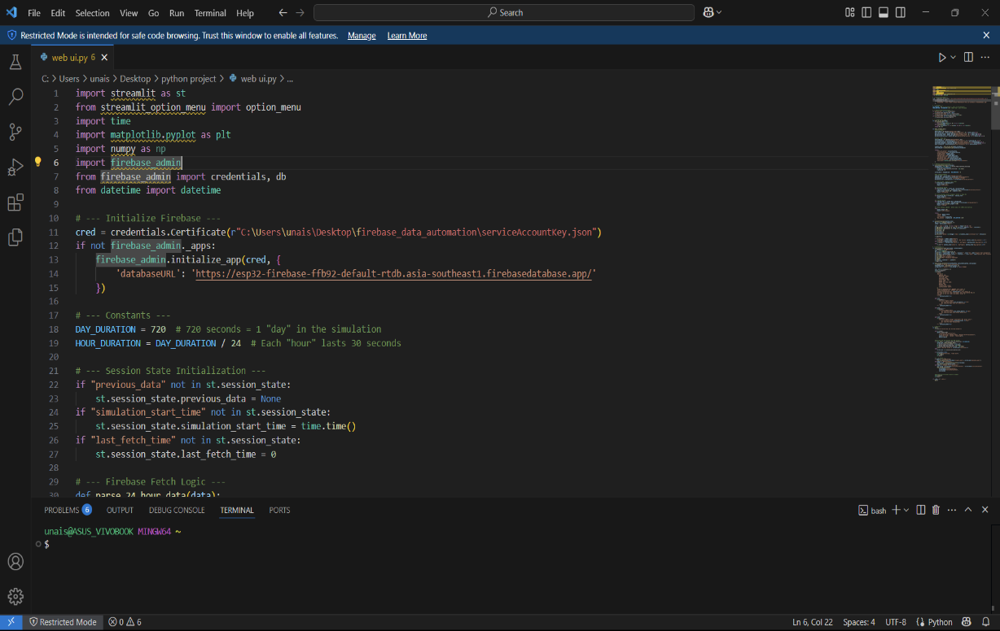 File Edit Selection View Go Run Terminal Help Search
Restricted Mode is intended for safe code browsing. Trust this window to enable all features. Manage Learn More
web ui.py 6
C: > Users > unais > Desktop > python project > web ui.py > ...
1 import streamlit as st
2 from streamlit_option_menu import option_menu
3 import time
4 import matplotlib.pyplot as plt
5 import numpy as np
6 import firebase_admin
7 from firebase_admin import credentials, db
8 from datetime import datetime
9
10 # --- Initialize Firebase ---
11 cred = credentials.Certificate(r"C:\Users\unais\Desktop\firebase_data_automation\serviceAccountKey.json")
12 if not firebase_admin._apps:
13 firebase_admin.initialize_app(cred, {
14 'databaseURL': 'https://esp32-firebase-ffb92-default-rtdb.asia-southeast1.firebasedatabase.app/'
15 })
16
17 # --- Constants ---
18 DAY_DURATION = 720 # 720 seconds = 1 "day" in the simulation
19 HOUR_DURATION = DAY_DURATION / 24 # Each "hour" lasts 30 seconds
20
21 # --- Session State Initialization ---
22 if "previous_data" not in st.session_state:
23 st.session_state.previous_data = None
24 if "simulation_start_time" not in st.session_state:
25 st.session_state.simulation_start_time = time.time()
26 if "last_fetch_time" not in st.session_state:
27 st.session_state.last_fetch_time = 0
28
29 # --- Firebase Fetch Logic ---
30 def parse_24_hour_data(data):
PROBLEMS 6 OUTPUT DEBUG CONSOLE TERMINAL PORTS bash
unais@ASUS_VIVOBOOK MINGW64 ~
$
Restricted Mode 0 6 Ln 6, Col 22 Spaces: 4 UTF-8 Python